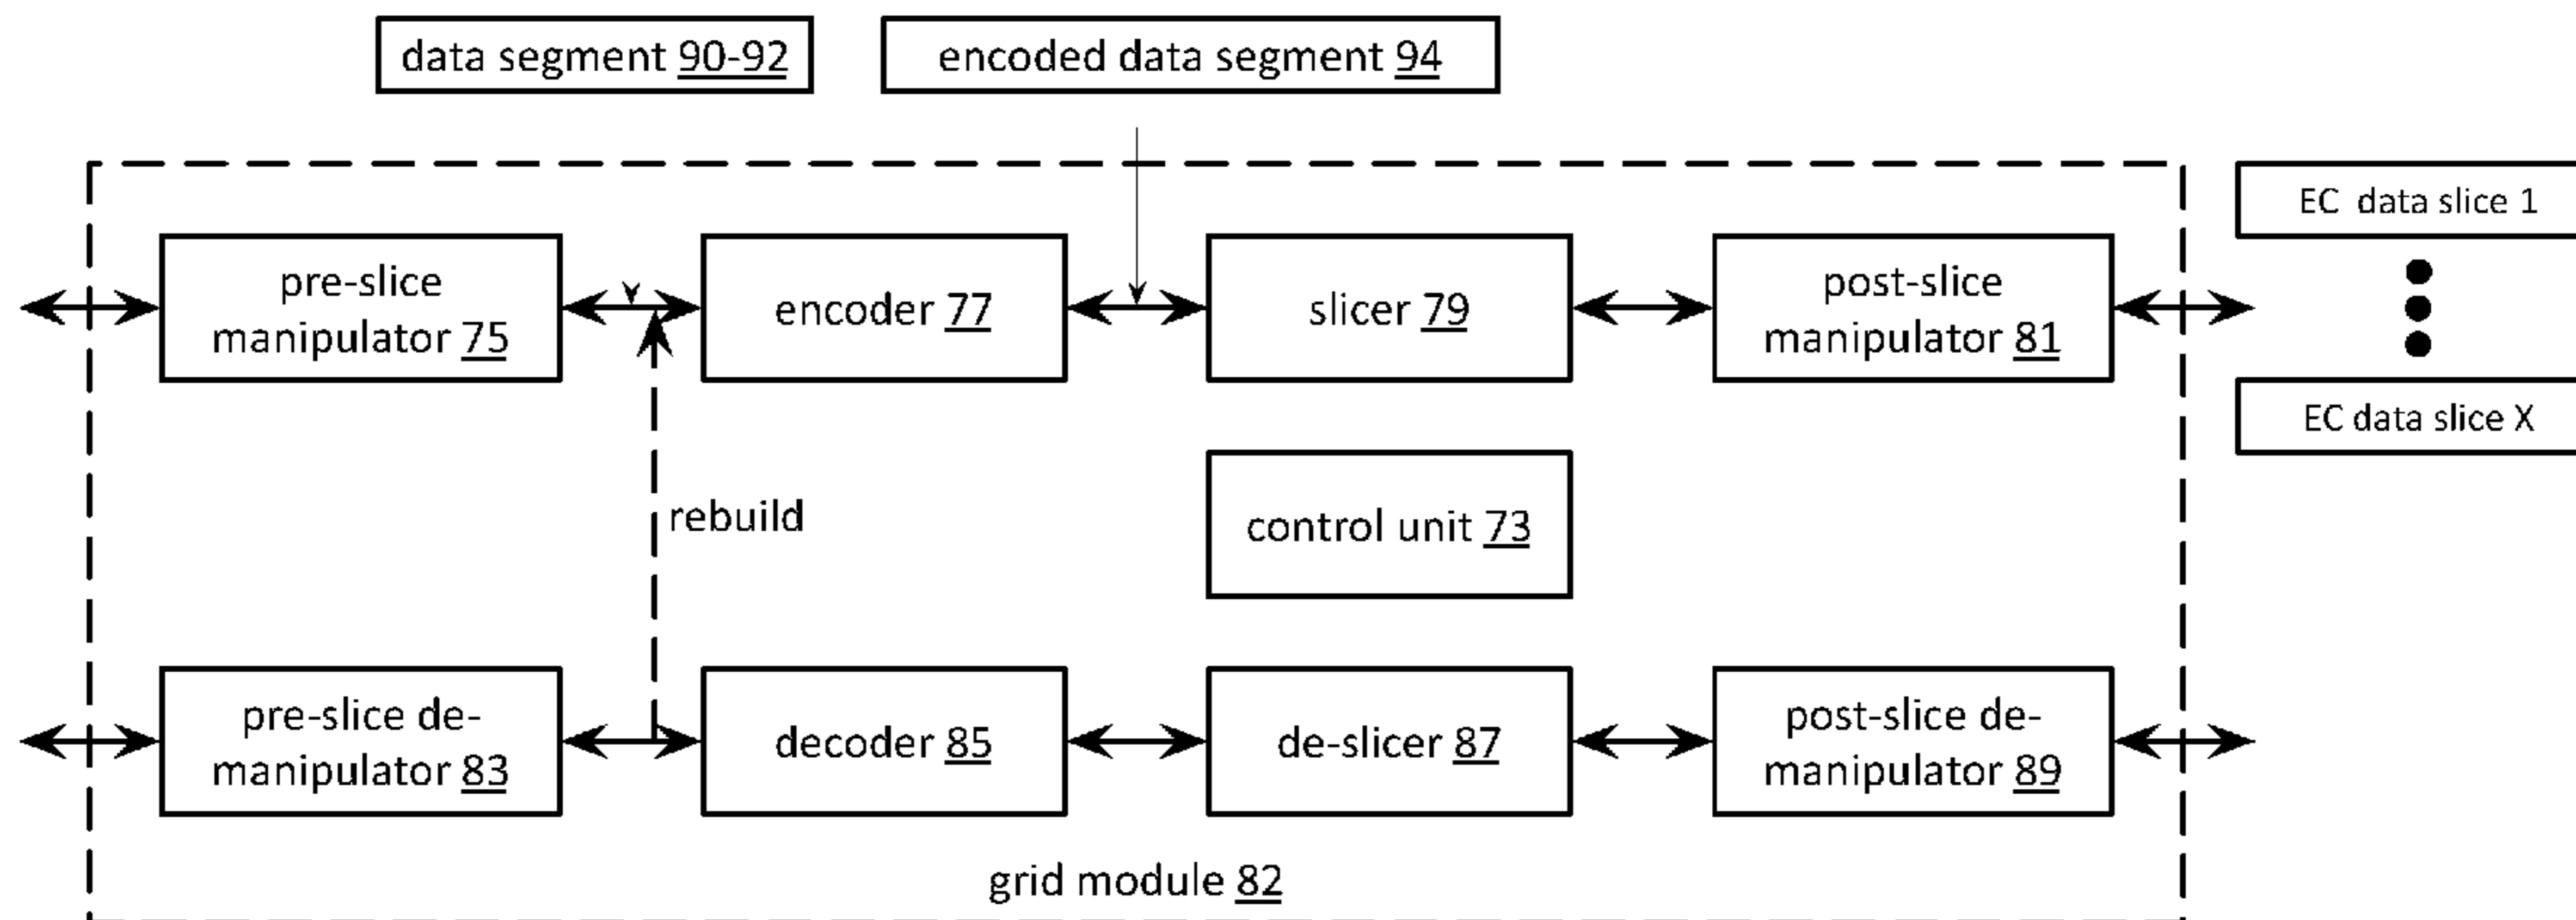 data segment 90-92
encoded data segment 94
EC data slice 1
pre-slice
manipulator 75
encoder 77
slicer 79
post-slice
manipulator 81
EC data slice X
rebuild
control unit 73
pre-slice de-
manipulator 83
decoder 85
de-slicer 87
post-slice de-
manipulator 89
grid module 82